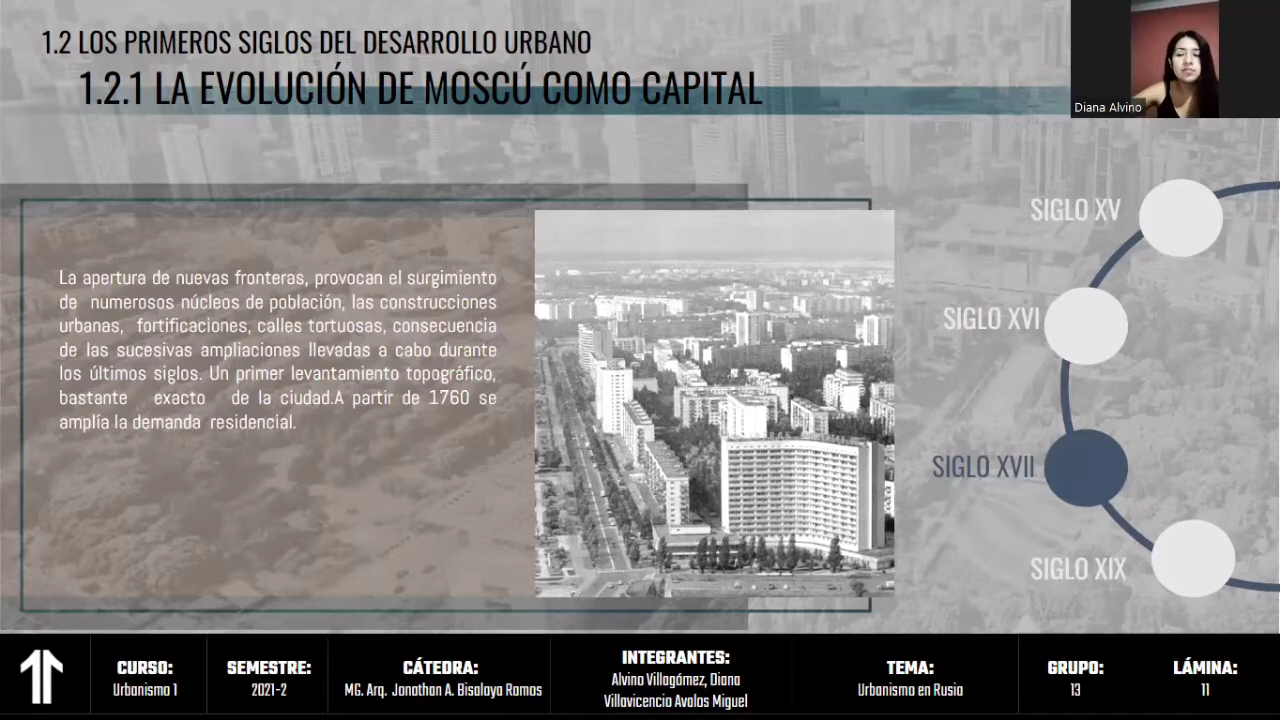 1.2 LOS PRIMEROS SIGLOS DEL DESARROLLO URBANO
1.2.1 LA EVOLUCIÓN DE MOSCÚ COMO CAPITAL
Diana Alvino
La apertura de nuevas fronteras, provocan el surgimiento
de numerosos núcleos de población, las construcciones
urbanas, fortificaciones, calles tortuosas, consecuencia
de las sucesivas ampliaciones llevadas a cabo durante
los últimos siglos. Un primer levantamiento topográfico,
bastante exacto de la ciudad.A partir de 1760 se
amplía la demanda residencial.
SIGLO XV
SIGLO XVI
SIGLO XVII
SIGLO XIX
CURSO:
Urbanismo 1
SEMESTRE:
2021-2
CÁTEDRA:
MG. Arq. Jonathan A. Bisalaya Ramos
INTEGRANTES:
Alvino Villogómez, Diana
Villavicencio Avalos Miguel
TEMA:
Urbanismo en Rusia
GRUPO:
13
LÁMINA:
11